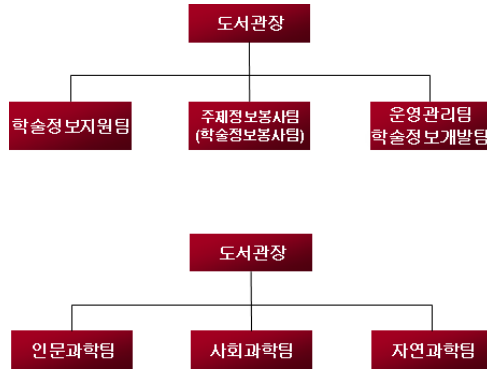 도서관장
학술정보지원팀
주제정보봉사팀
(학술정보봉사팀)
운영관리팀
학술정보개발팀
도서관장
인문과학팀
사회과학팀
자연과학팀